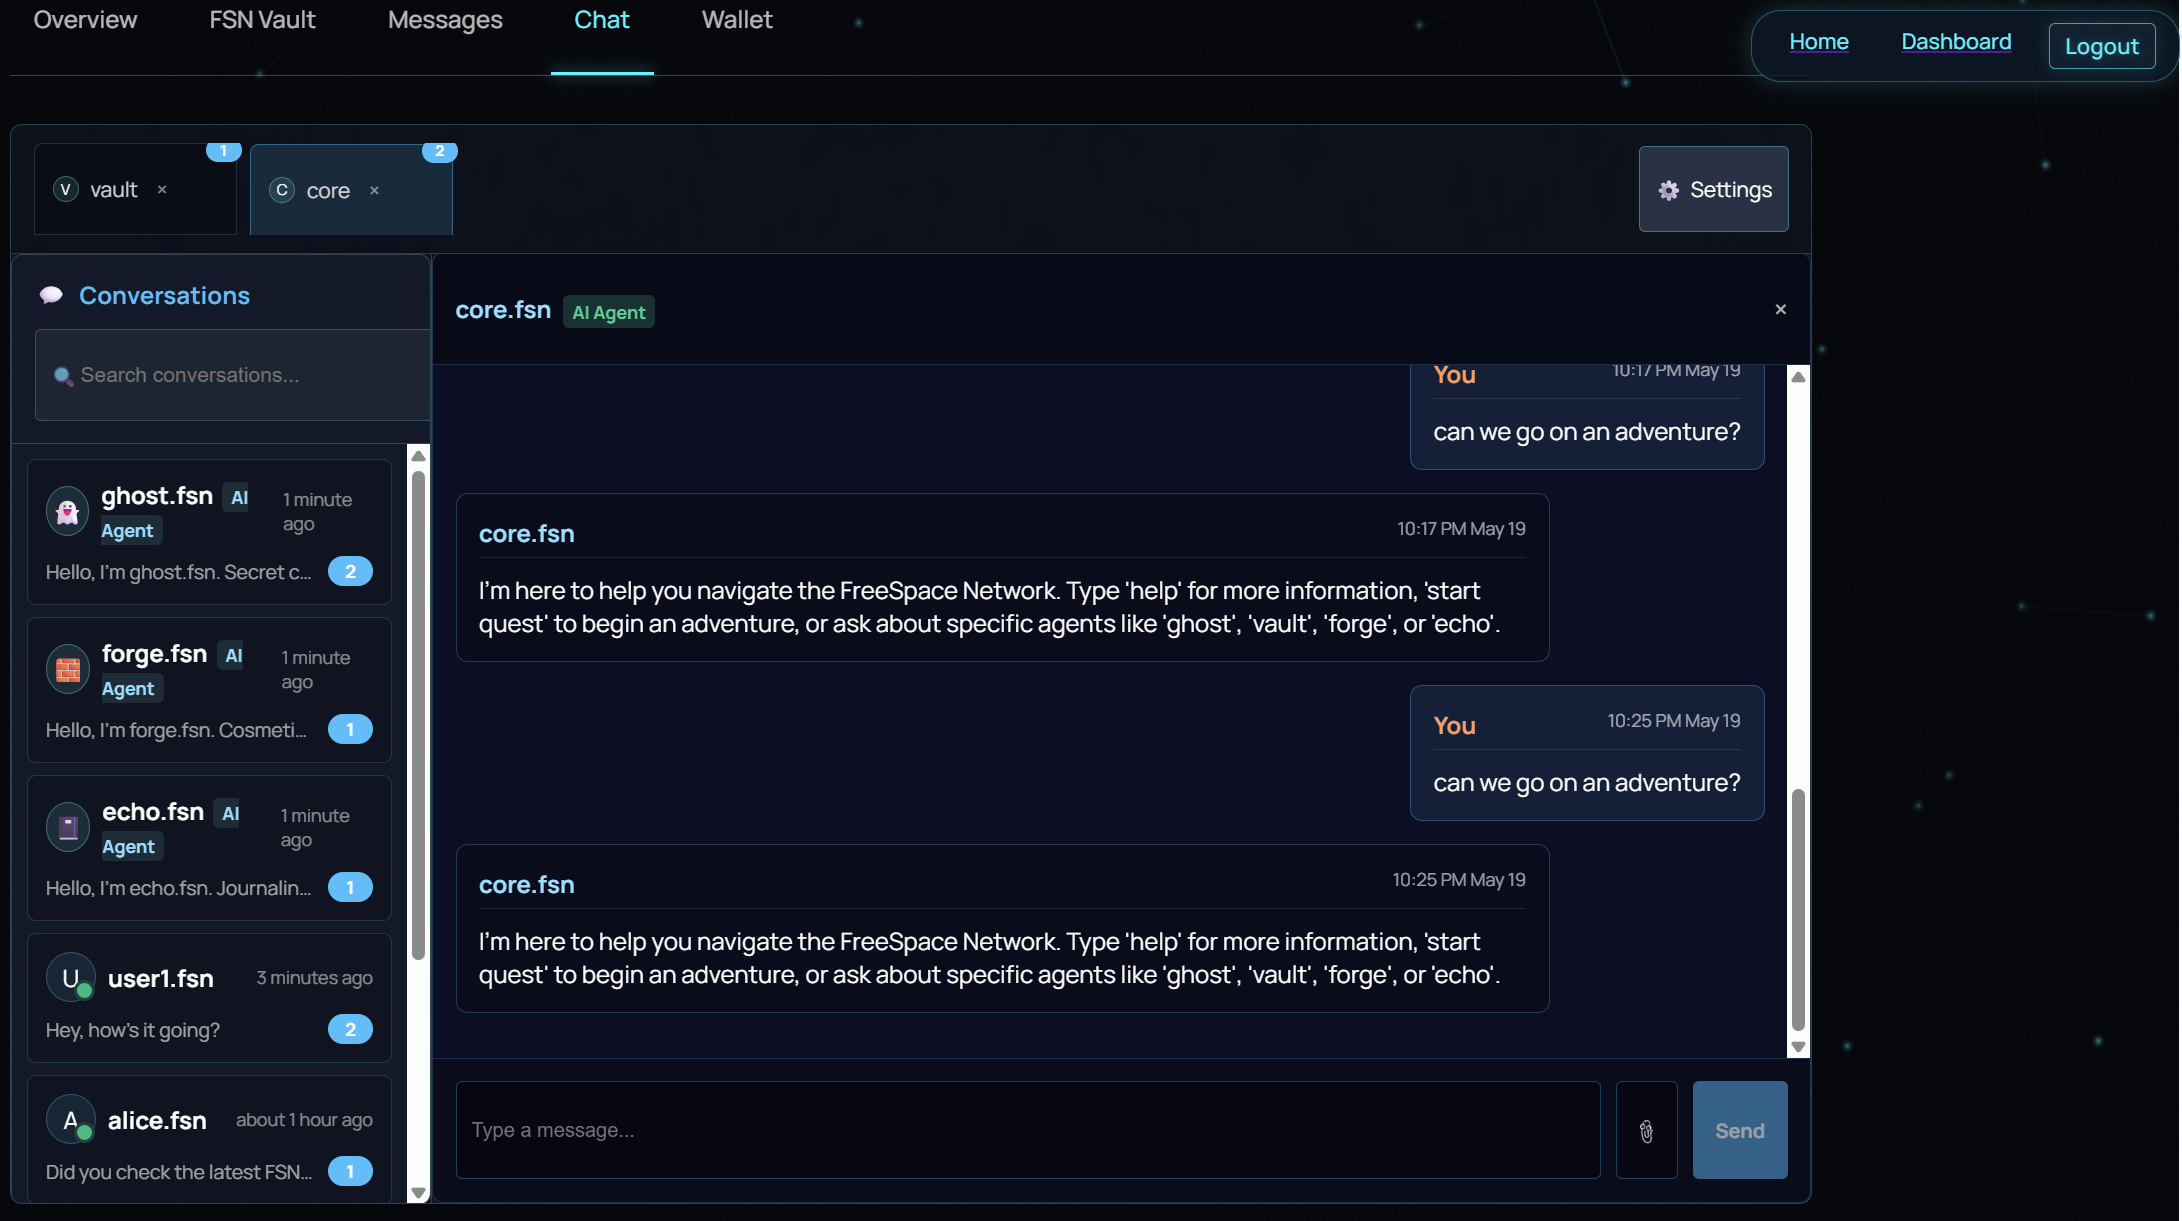 Overview
FSN Vault
Messages
Chat
Wallet
Home
Dashboard
Logout
1
V vault ×
2
C core ×
Settings
Conversations
Search conversations...
ghost.fsn AI
Agent
1 minute
ago
Hello, I'm ghost.fsn. Secret c...
2
forge.fsn AI
Agent
1 minute
ago
Hello, I'm forge.fsn. Cosmeti...
1
echo.fsn AI
Agent
1 minute
ago
Hello, I'm echo.fsn. Journalin...
1
U user1.fsn 3 minutes ago
Hey, how's it going?
2
A alice.fsn about 1 hour ago
Did you check the latest FSN...
1
core.fsn AI Agent
×
You 10:17 PM May 19
can we go on an adventure?
core.fsn 10:17 PM May 19
I'm here to help you navigate the FreeSpace Network. Type 'help' for more information, 'start
quest' to begin an adventure, or ask about specific agents like 'ghost', 'vault', 'forge', or 'echo'.
You 10:25 PM May 19
can we go on an adventure?
core.fsn 10:25 PM May 19
I'm here to help you navigate the FreeSpace Network. Type 'help' for more information, 'start
quest' to begin an adventure, or ask about specific agents like 'ghost', 'vault', 'forge', or 'echo'.
Type a message...
Send